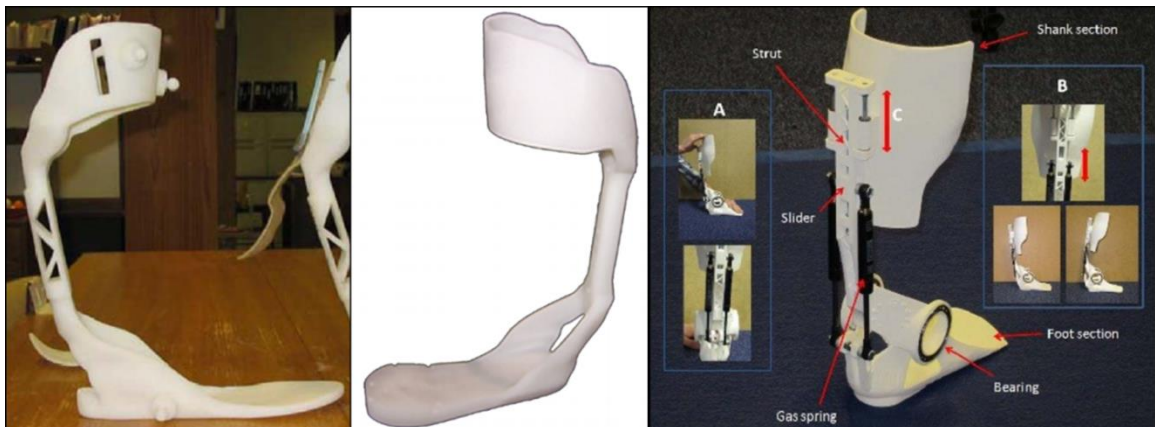 Shank section
Strut
A
B
C
Slider
Foot section
Bearing
Gas spring